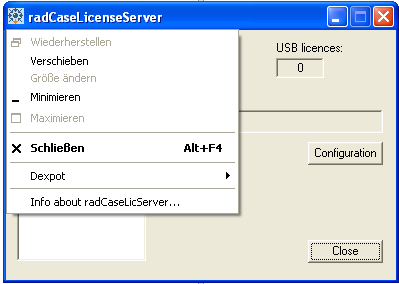 radCaseLicenseServer
Wiederherstellen
Verschieben
Größe ändern
Minimieren
Maximieren
Schließen Alt+F4
Dexpot
Info about radCaseLicServer...
USB licences:
0
Configuration
Close